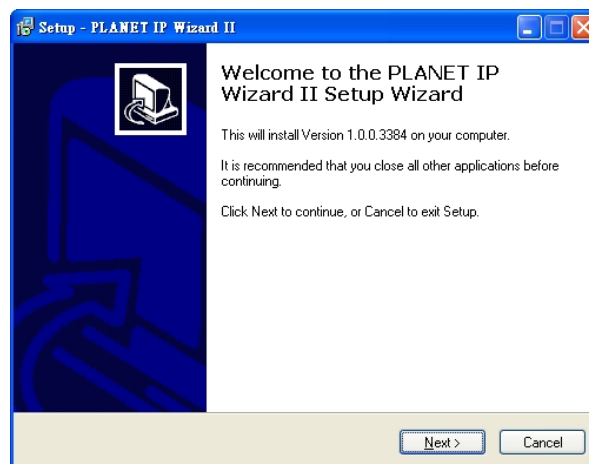 Setup - PLANET IP Wizard II
Welcome to the PLANET IP
Wizard II Setup Wizard
This will install Version 1.0.0.3384 on your computer.
It is recommended that you close all other applications before
continuing.
Click Next to continue, or Cancel to exit Setup.
Next >
Cancel